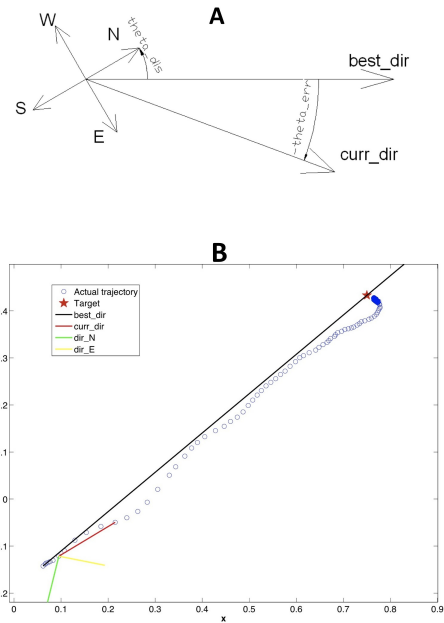 A
W
N
theta_dis
best_dir
S
E
-theta_err
curr_dir
B
Actual trajectory
Target
best_dir
curr_dir
dir_N
dir_E
.4
.3
.2
.1
0
.1
.2
0 0.1 0.2 0.3 0.4 0.5 0.6 0.7 0.8 0.9
x